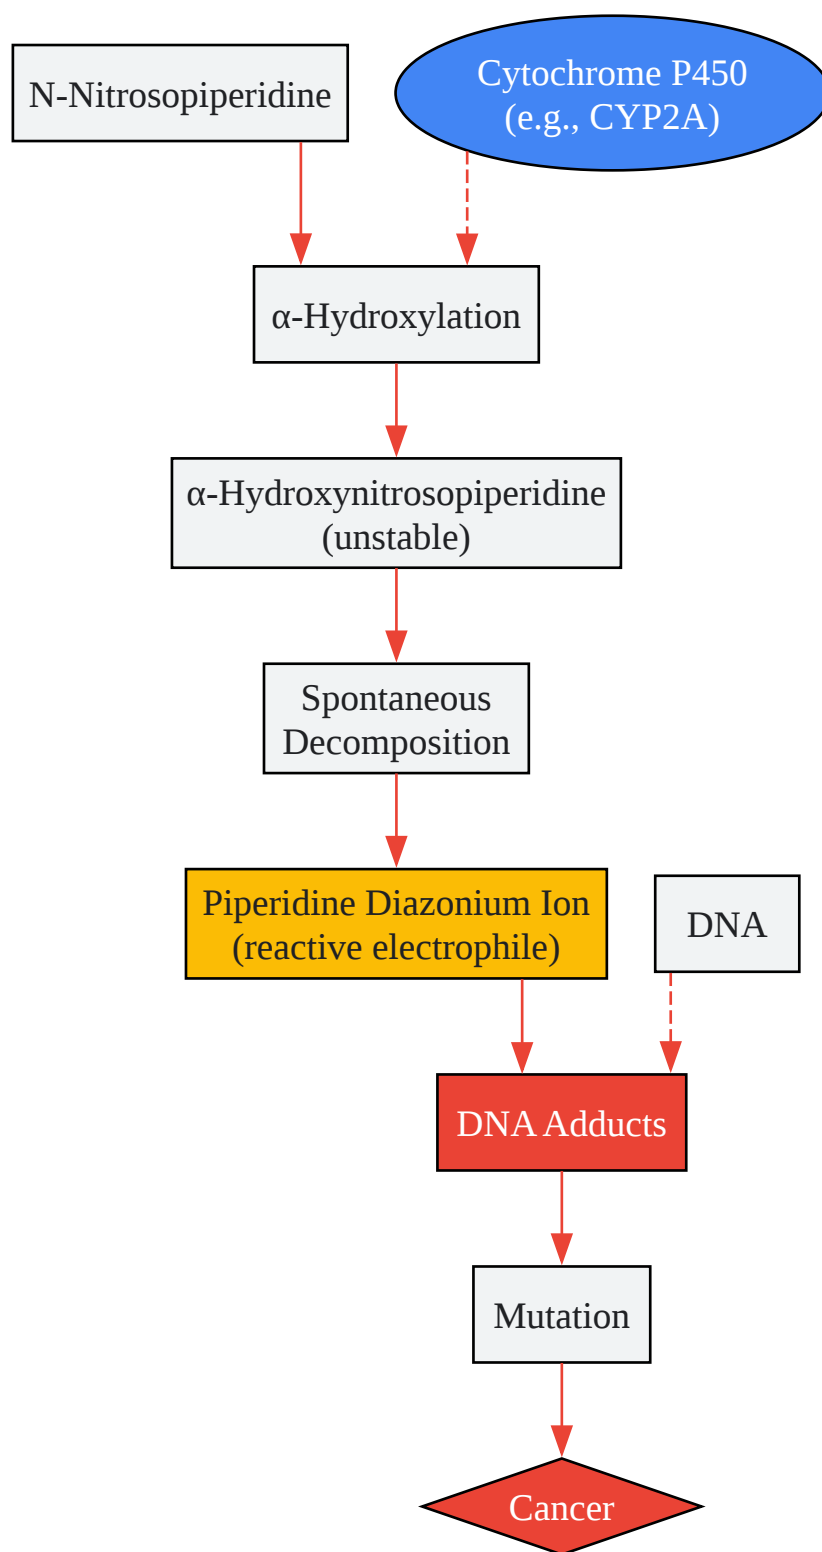 N-Nitrosopiperidine
Cytochrome P450
(e.g., CYP2A)
α-Hydroxylation
α-Hydroxynitrosopiperidine
(unstable)
Spontaneous
Decomposition
Piperidine Diazonium Ion
(reactive electrophile)
DNA
DNA Adducts
Mutation
Cancer